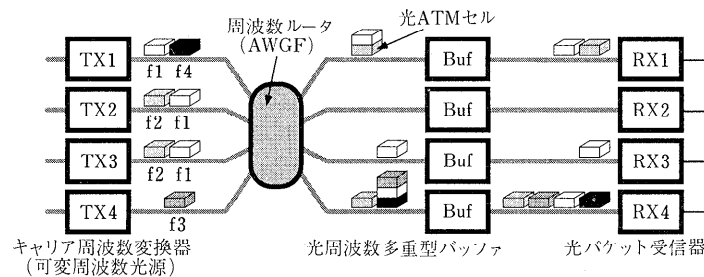 周波数ルータ
(AWGF)
光ATMセル
TX1
f1 f4
Buf
RX1
TX2
f2 f1
Buf
RX2
TX3
f2 f1
Buf
RX3
TX4
f3
Buf
RX4
キャリア周波数変換器
(可変周波数光源)
光周波数多重型バッファ
光パケット受信器